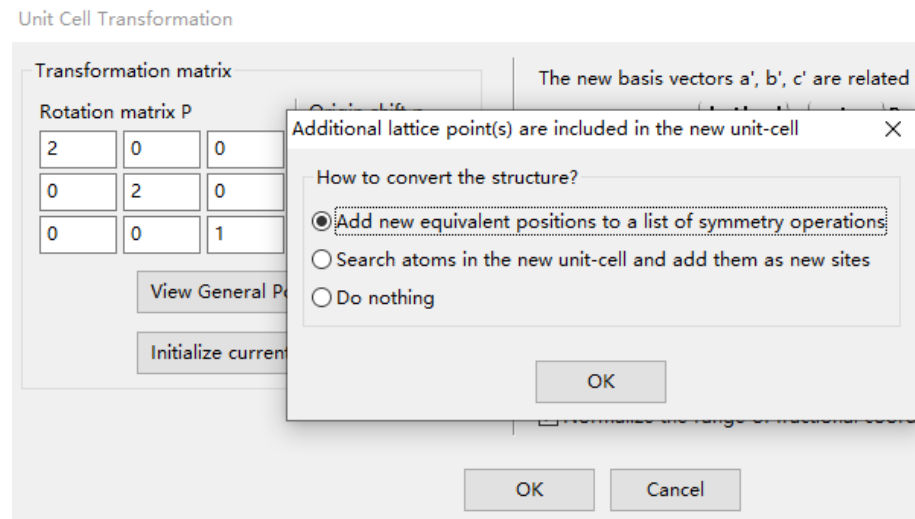 Unit Cell Transformation
Transformation matrix
The new basis vectors a', b', c' are related
Rotation matrix P
Additional lattice point(s) are included in the new unit-cell
2 0 0
How to convert the structure?
0 2 0
Add new equivalent positions to a list of symmetry operations
0 0 1
Search atoms in the new unit-cell and add them as new sites
View General Po
Do nothing
Initialize current
OK
OK
Cancel